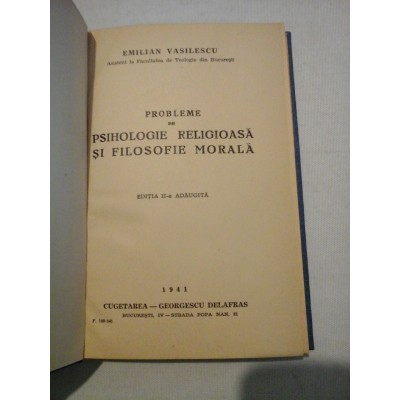 EMILIAN VASILESCU
Asistent la Facultatea de Teologie din Bucureşti
PROBLEME
DE
PSIHOLOGIE RELIGIOASĂ
ŞI FILOSOFIE MORALĂ
EDIŢIA II-a ADĂUGITĂ
1941
CUGETAREA — GEORGESCU DELAFRAS
BUCUREŞTI, IV — STRADA POPA NAN, 21